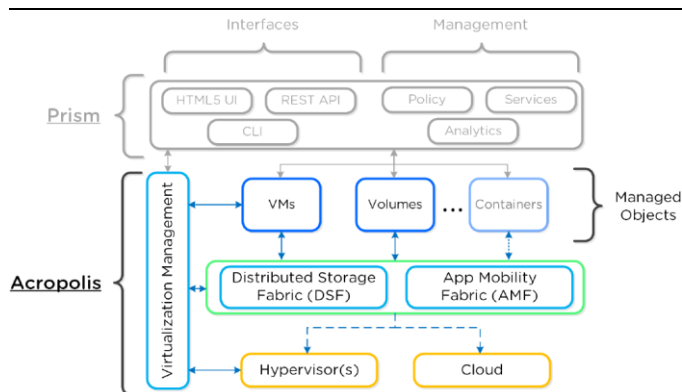 Interfaces
Management
Prism
HTML5 UI
REST API
CLI
Policy
Services
Analytics
Acropolis
Virtualization Management
VMs
Volumes
...
Containers
Managed
Objects
Distributed Storage
Fabric (DSF)
App Mobility
Fabric (AMF)
Hypervisor(s)
Cloud